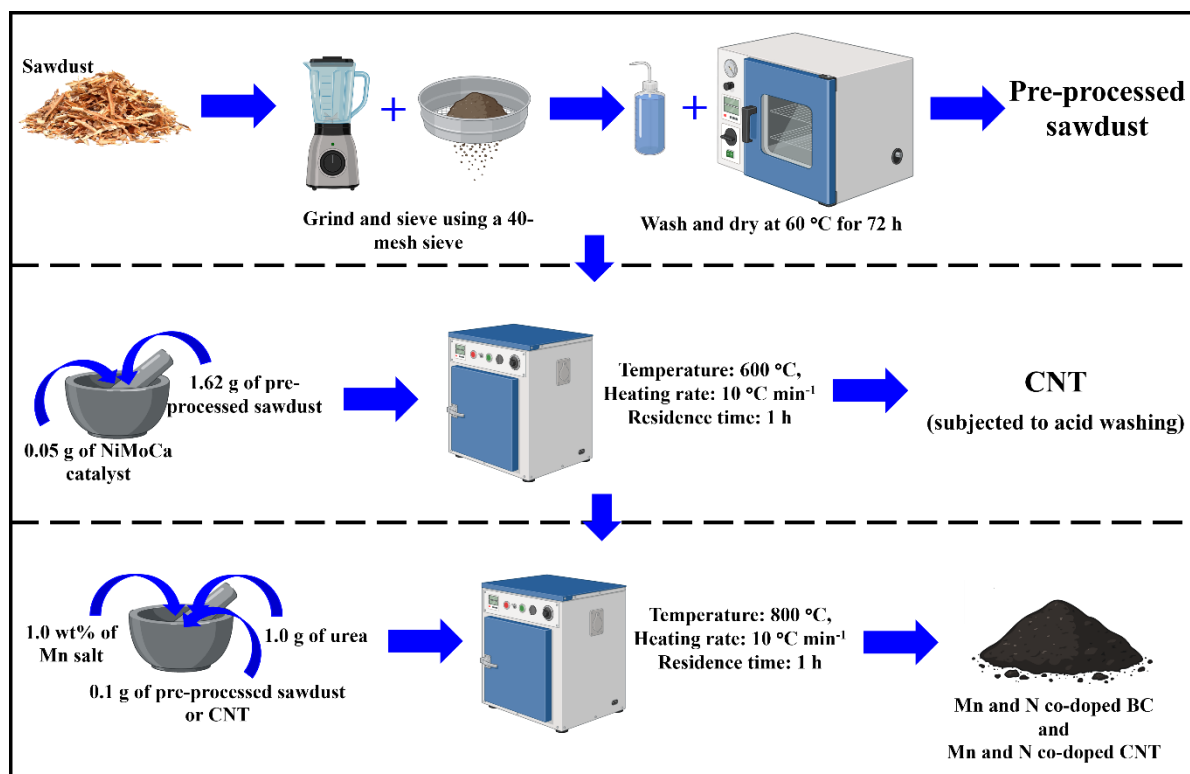 Sawdust
Grind and sieve using a 40-
mesh sieve
Wash and dry at 60 °C for 72 h
Pre-processed
sawdust
1.62 g of pre-
processed sawdust
0.05 g of NiMoCa
catalyst
Temperature: 600 °C,
Heating rate: 10 °C min⁻¹
Residence time: 1 h
CNT
(subjected to acid washing)
1.0 wt% of
Mn salt
1.0 g of urea
0.1 g of pre-processed sawdust
or CNT
Temperature: 800 °C,
Heating rate: 10 °C min⁻¹
Residence time: 1 h
Mn and N co-doped BC
and
Mn and N co-doped CNT